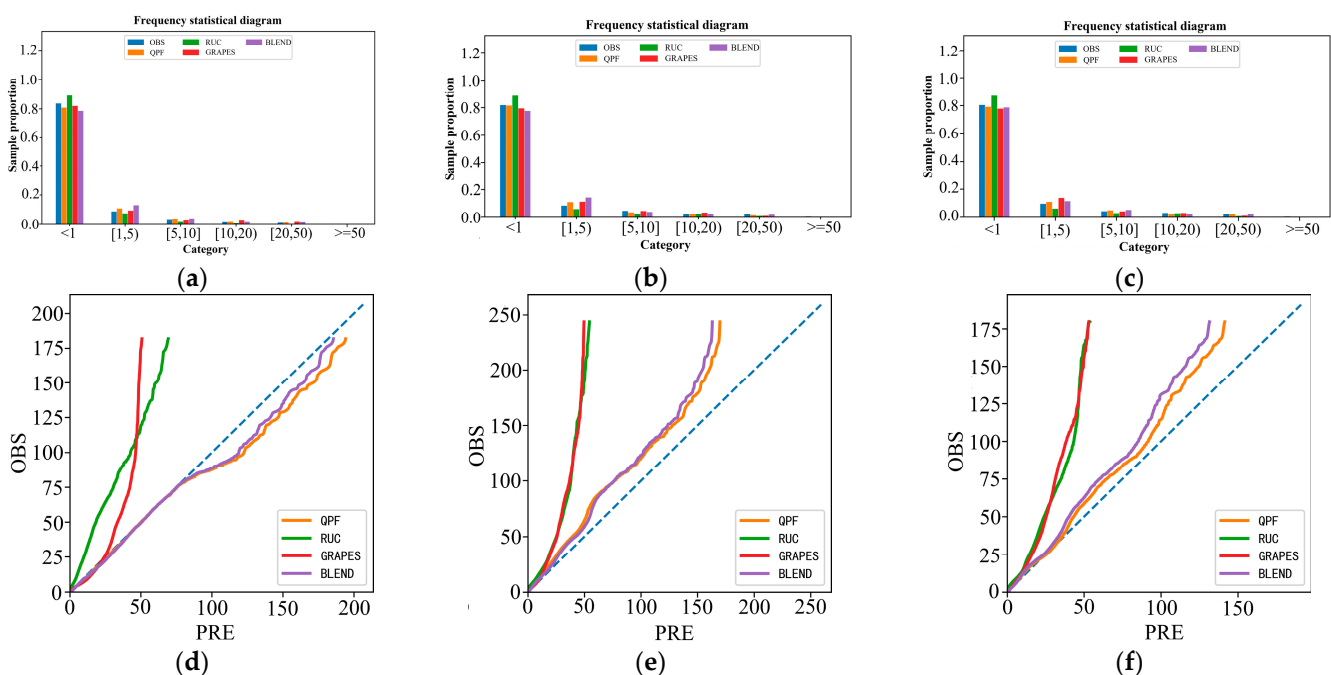 Frequency statistical diagram
OBS RUC BLEND
QPF GRAPES
Sample proportion
1.2
1.0
0.8
0.6
0.4
0.2
0.0
<1 [1,5) [5,10] [10,20) [20,50) >=50
Category
(a)
Frequency statistical diagram
OBS RUC BLEND
QPF GRAPES
Sample proportion
1.2
1.0
0.8
0.6
0.4
0.2
0.0
<1 [1,5) [5,10] [10,20) [20,50) >=50
Category
(b)
Frequency statistical diagram
OBS RUC BLEND
QPF GRAPES
Sample proportion
1.2
1.0
0.8
0.6
0.4
0.2
0.0
<1 [1,5) [5,10] [10,20) [20,50) >=50
Category
(c)
OBS
200
175
150
125
100
75
50
25
0
QPF
RUC
GRAPES
BLEND
0 50 100 150 200
PRE
(d)
OBS
250
200
150
100
50
0
QPF
RUC
GRAPES
BLEND
0 50 100 150 200 250
PRE
(e)
OBS
175
150
125
100
75
50
25
0
QPF
RUC
GRAPES
BLEND
0 50 100 150
PRE
(f)